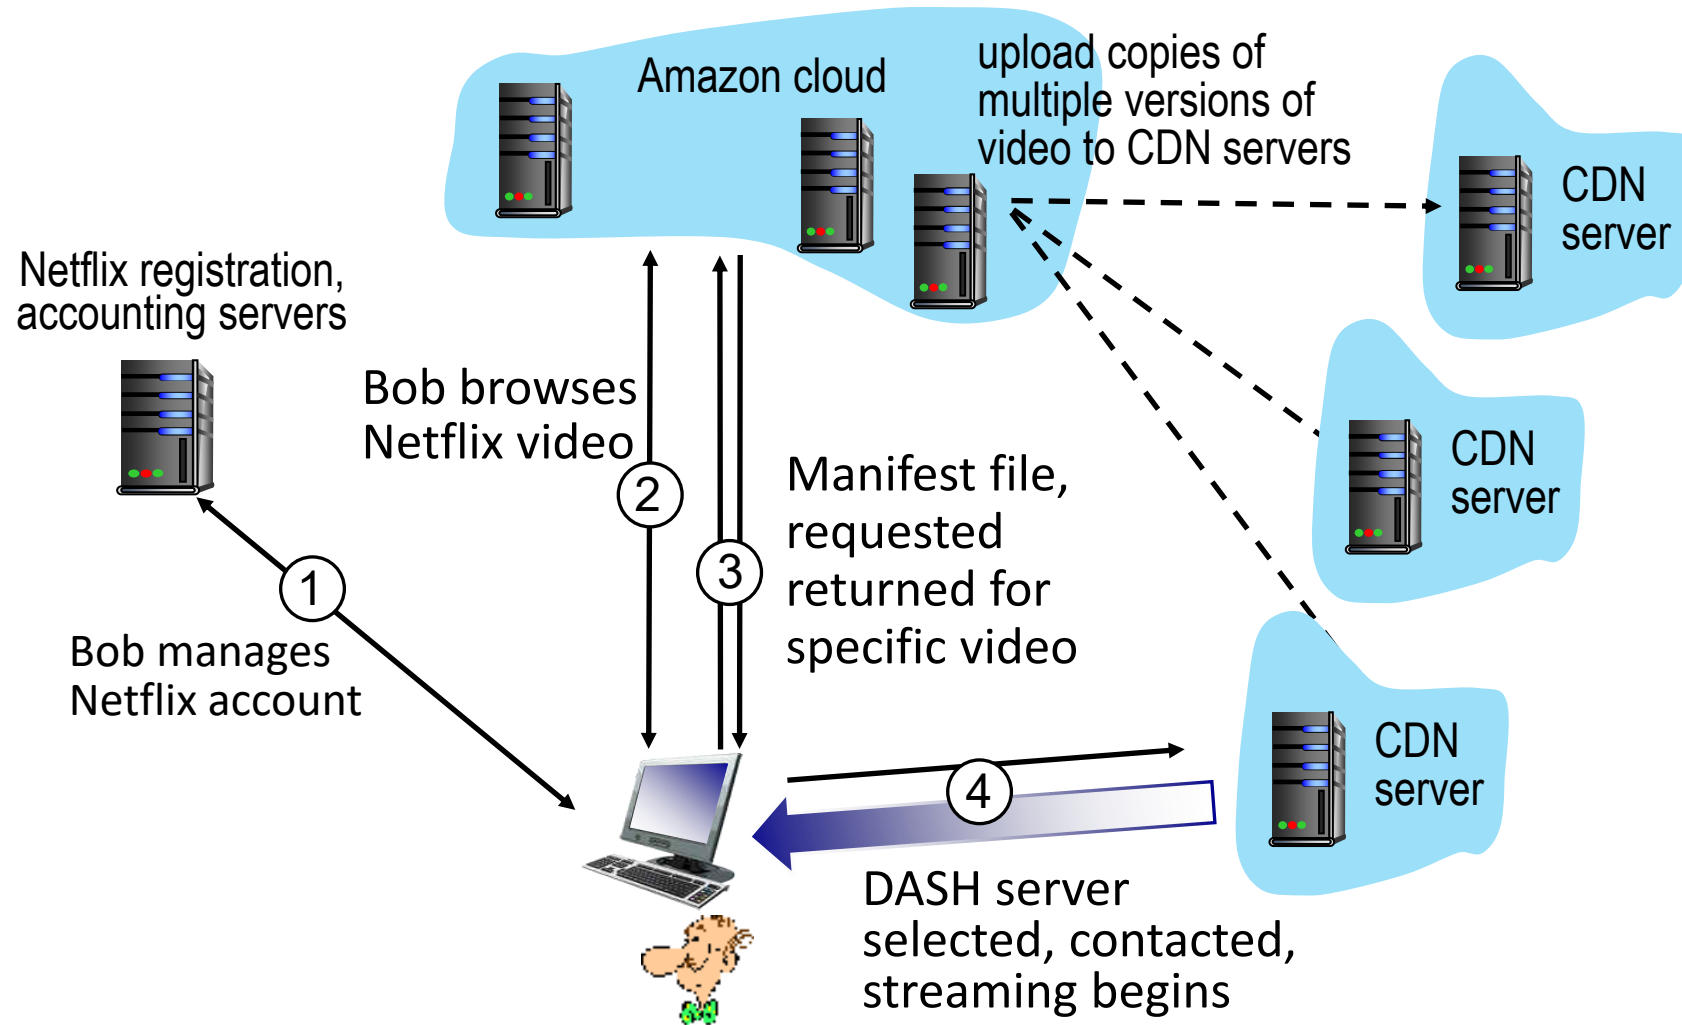 Amazon cloud
upload copies of
multiple versions of
video to CDN servers
CDN
server
Netflix registration,
accounting servers
Bob browses
Netflix video
2
CDN
server
Manifest file,
requested
returned for
specific video
3
1
Bob manages
Netflix account
CDN
server
4
DASH server
selected, contacted,
streaming begins